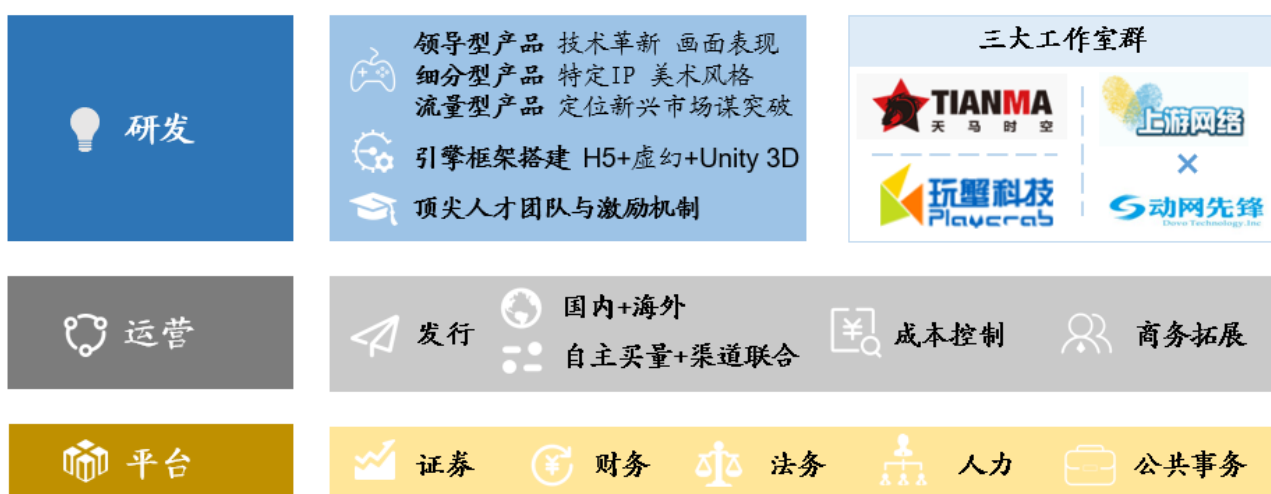 研发
领导型产品 技术革新 画面表现
细分型产品 特定IP 美术风格
流量型产品 定位新兴市场谋突破
引擎框架搭建 H5+虚幻+Unity 3D
顶尖人才团队与激励机制
三大工作室群
TIANMA
天马时空
上游网络
×
玩蟹科技
Playcrab
动网先锋
Dovo Technology.Inc
运营
发行
国内+海外
自主买量+渠道联合
¥
成本控制
商务拓展
平台
证券
¥
财务
法务
人力
公共事务